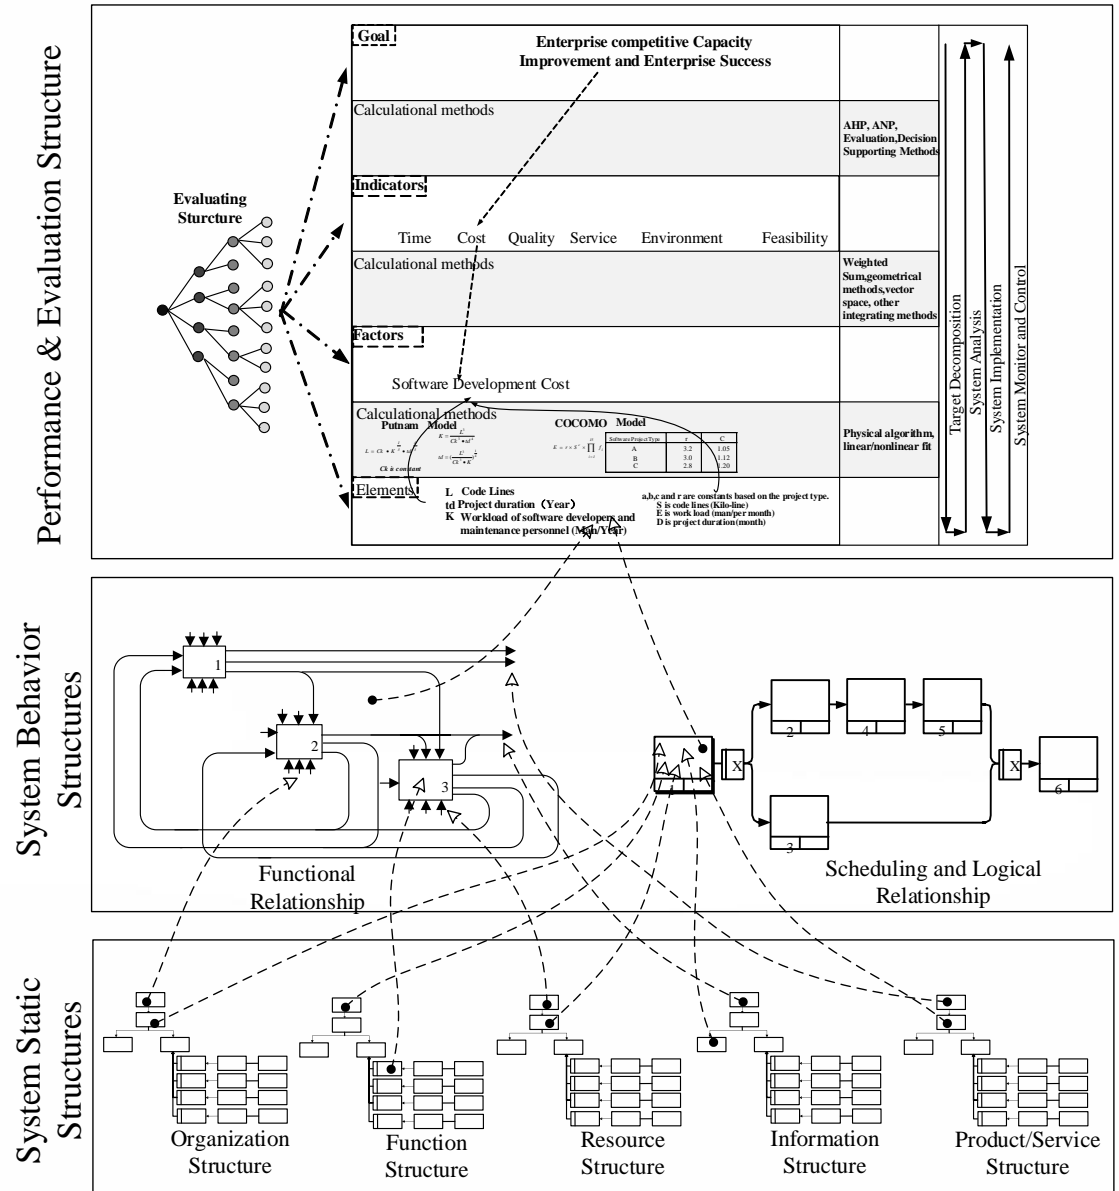 Performance & Evaluation Structure
Goal
Enterprise competitive Capacity
Improvement and Enterprise Success
Calculational methods
AHP, ANP,
Evaluation,Decision
Supporting Methods
Indicators
Evaluating
Sturcture
Time Cost Quality Service Environment Feasibility
Calculational methods
Weighted
Sum,geometrical
methods,vector
space, other
integrating methods
Factors
Software Development Cost
Calculational methods
Putnam Model
COCOMO Model
Software Project Type r C
A 3.2 1.05
B 3.0 1.12
C 2.8 1.20
Ck is constant
Physical algorithm,
linear/nonlinear fit
Elements
L Code Lines
td Project duration (Year)
K Workload of software developers and
maintenance personnel (Man/Year)
a,b,c and r are constants based on the project type.
S is code lines (Kilo-line)
E is work load (man/per month)
D is project duration(month)
Target Decomposition
System Analysis
System Implementation
System Monitor and Control
System Behavior
Structures
1
2
3
X
2
4
5
3
X
6
Functional
Relationship
Scheduling and Logical
Relationship
System Static
Structures
Organization
Structure
Function
Structure
Resource
Structure
Information
Structure
Product/Service
Structure